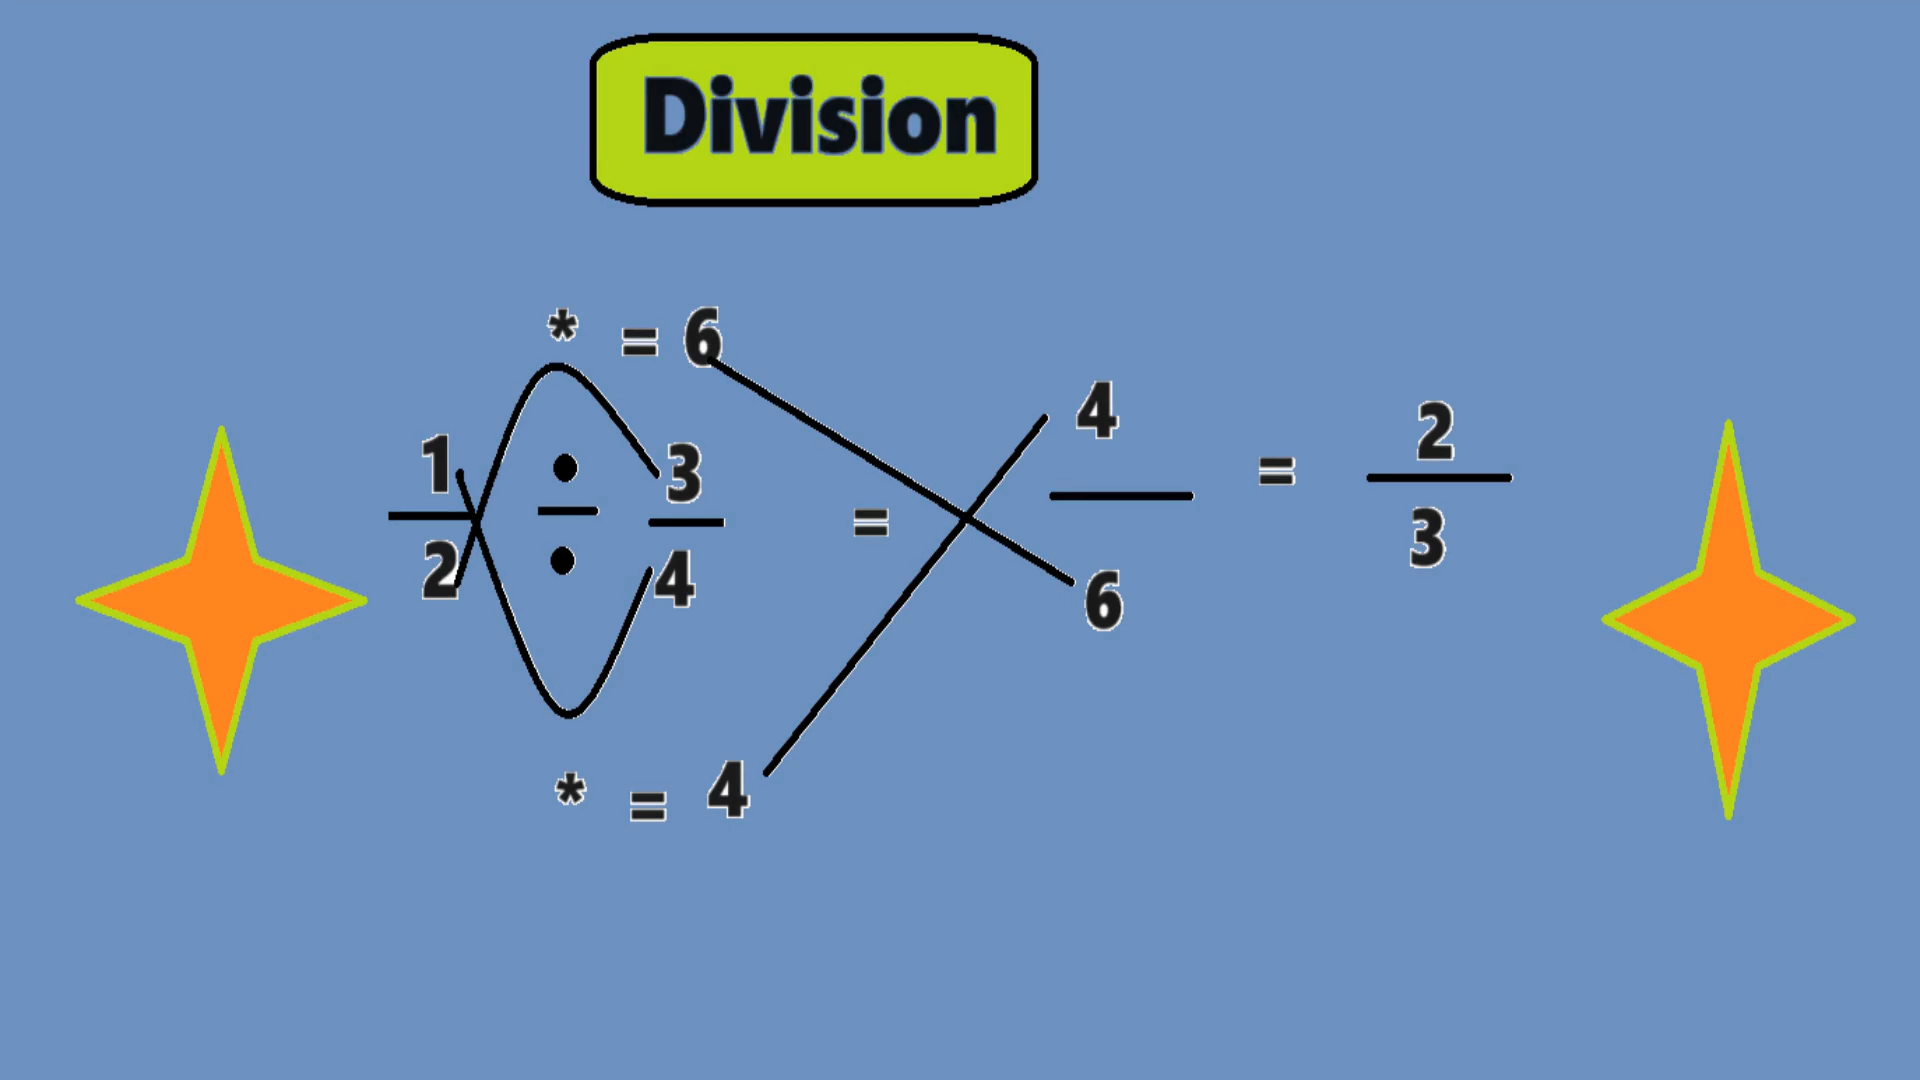 Division
* = 6
1/2 ÷ 3/4 = 4/6 = 2/3
* = 4